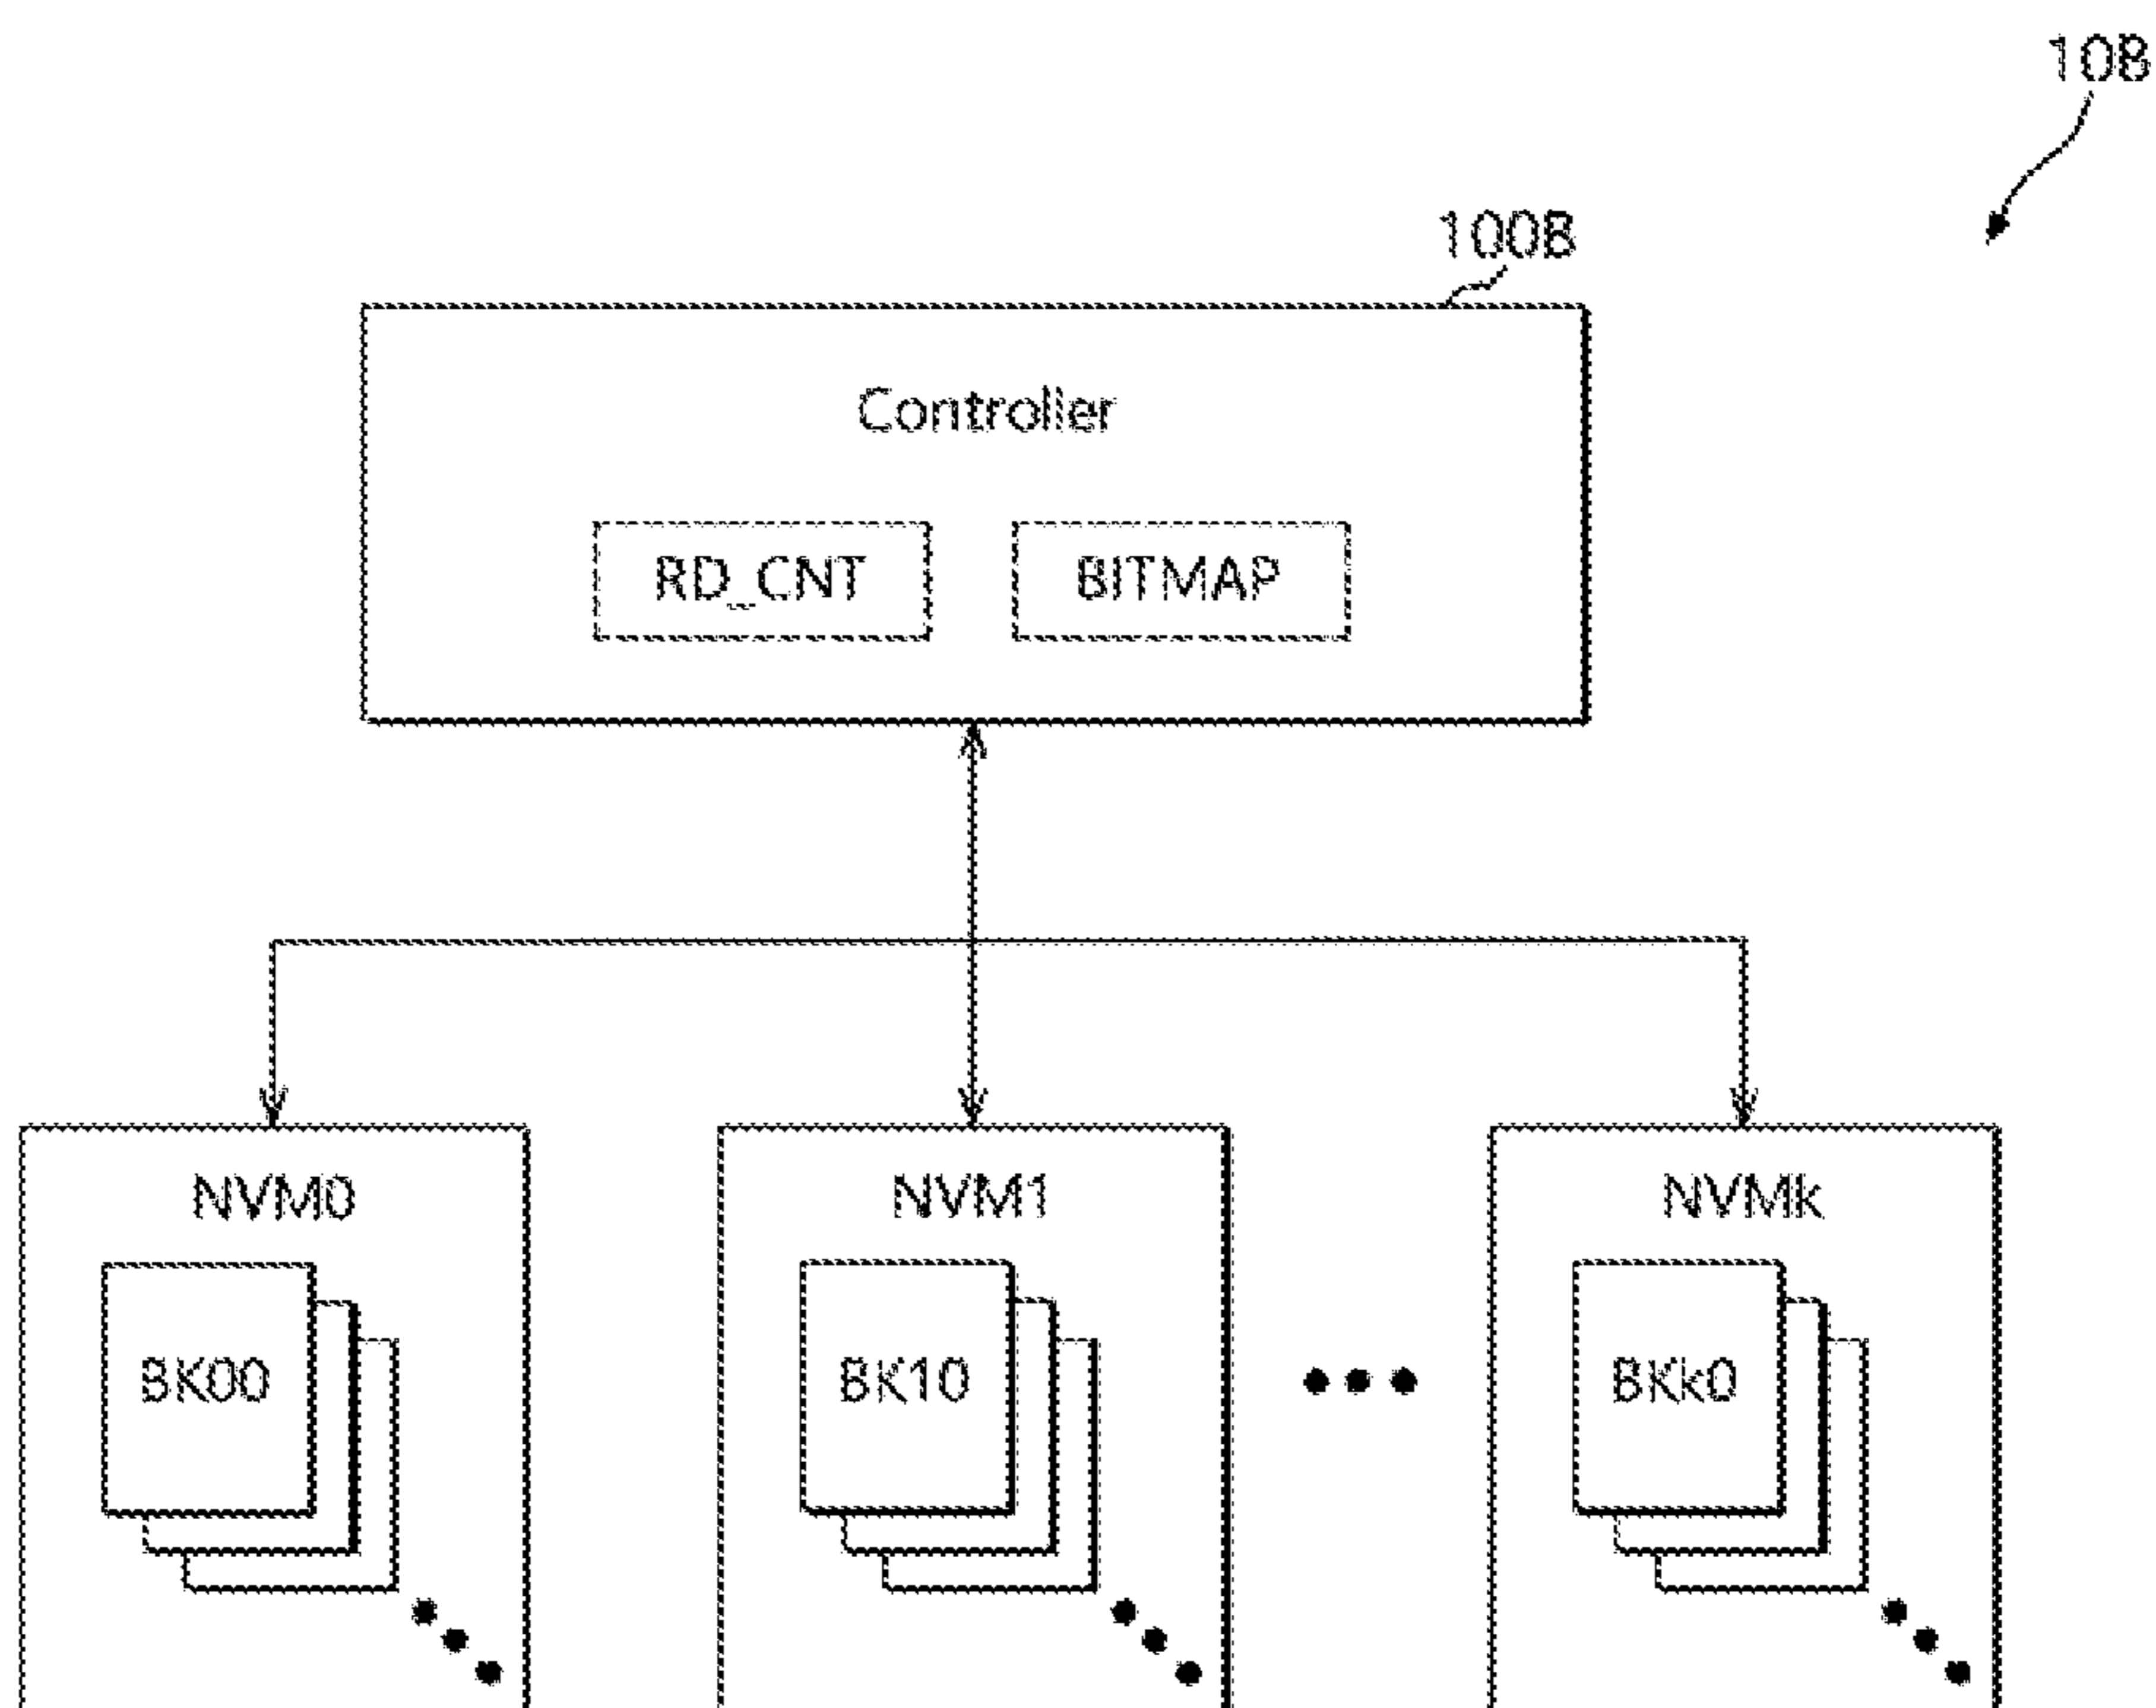 10B
100B
Controller
RD_CNT BITMAP
NVM0 NVM1 NVMk
BK00 BK10 BKk0